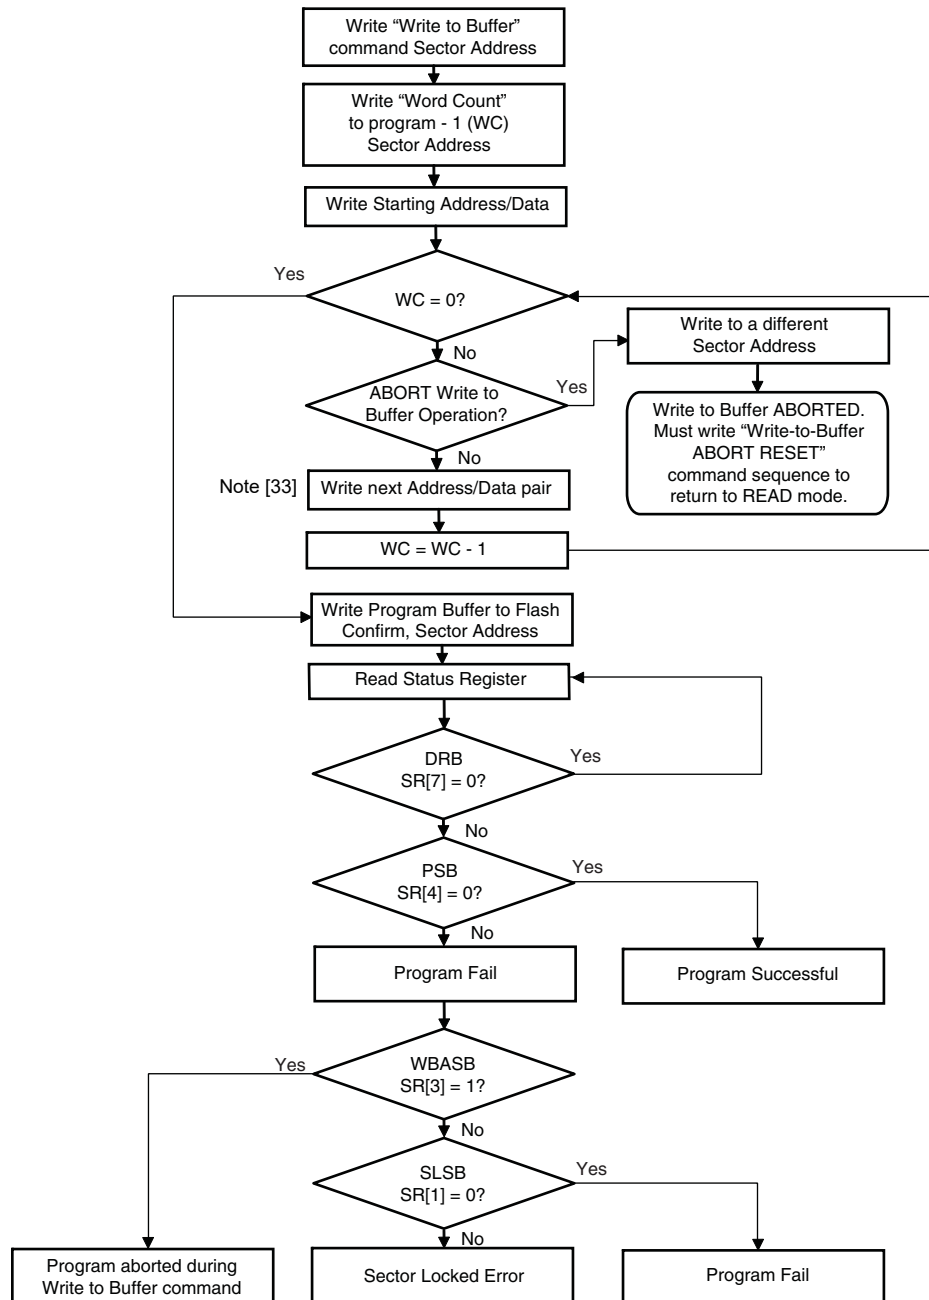 Write “Write to Buffer”
command Sector Address
Write “Word Count”
to program - 1 (WC)
Sector Address
Write Starting Address/Data
Yes
WC = 0?
Write to a different
Sector Address
No
ABORT Write to
Buffer Operation?
Yes
Write to Buffer ABORTED.
Must write “Write-to-Buffer
ABORT RESET”
command sequence to
return to READ mode.
No
Note [33]
Write next Address/Data pair
WC = WC - 1
Write Program Buffer to Flash
Confirm, Sector Address
Read Status Register
DRB
SR[7] = 0?
Yes
No
PSB
SR[4] = 0?
Yes
No
Program Fail
Program Successful
Yes
WBASB
SR[3] = 1?
No
SLSB
SR[1] = 0?
Yes
No
Program aborted during
Write to Buffer command
Sector Locked Error
Program Fail